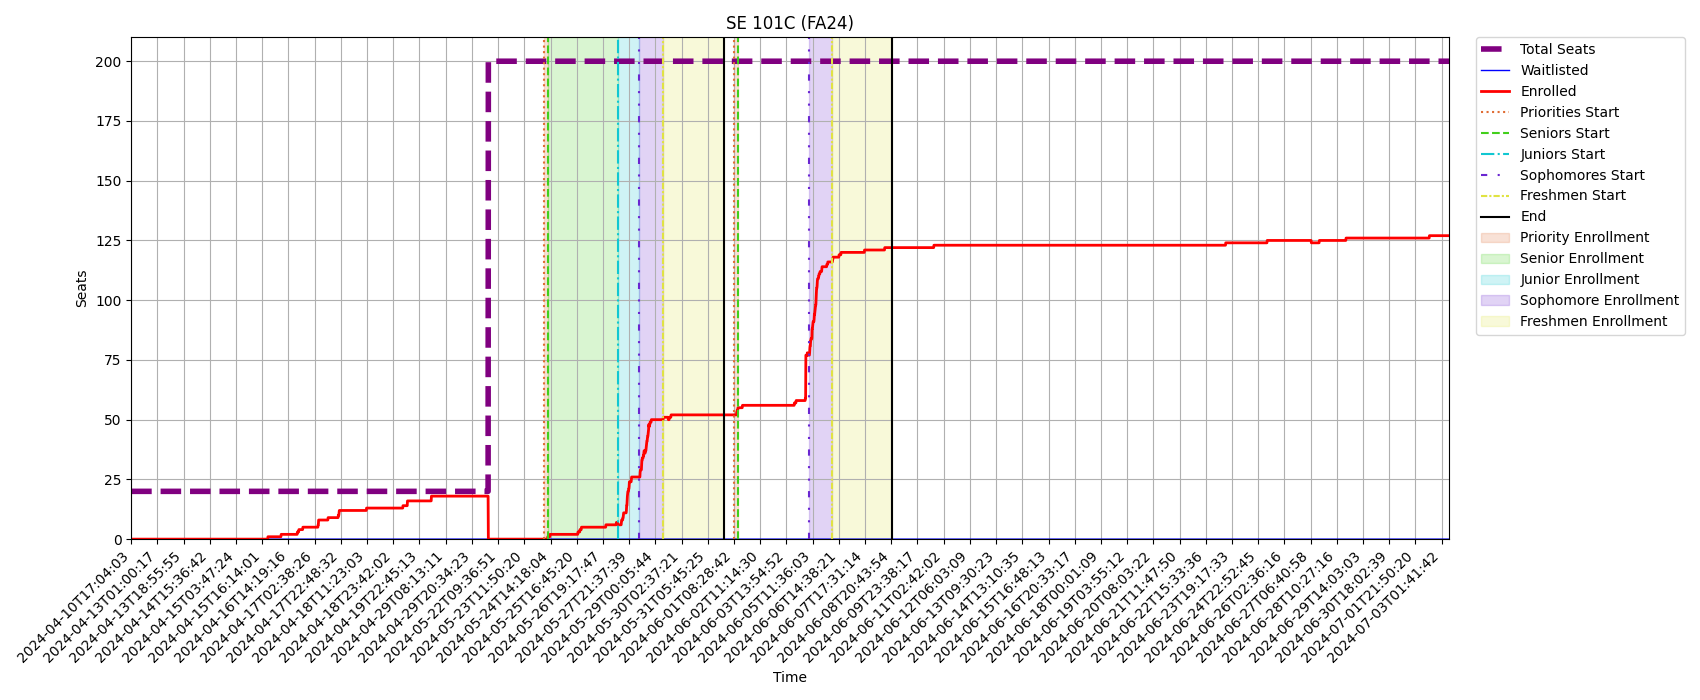 SE 101C (FA24)
Seats
200
175
150
125
100
75
50
25
0
2024-04-10T17:04:03
2024-04-13T01:00:17
2024-04-13T18:55:55
2024-04-14T15:36:42
2024-04-15T03:47:24
2024-04-15T16:14:01
2024-04-16T14:19:16
2024-04-17T02:38:26
2024-04-17T22:48:32
2024-04-18T11:23:03
2024-04-18T23:42:02
2024-04-19T22:45:13
2024-04-29T08:13:11
2024-04-29T20:34:23
2024-05-22T09:36:51
2024-05-23T11:50:20
2024-05-24T14:18:04
2024-05-25T16:45:20
2024-05-26T19:17:47
2024-05-27T21:37:39
2024-05-29T00:05:44
2024-05-30T02:37:21
2024-05-31T05:45:25
2024-06-01T08:28:42
2024-06-02T11:14:30
2024-06-03T13:54:52
2024-06-05T11:36:03
2024-06-06T14:38:21
2024-06-07T17:31:14
2024-06-08T20:43:54
2024-06-09T23:38:17
2024-06-11T02:42:02
2024-06-12T06:03:09
2024-06-13T09:30:23
2024-06-14T13:10:35
2024-06-15T16:48:13
2024-06-16T20:33:17
2024-06-18T00:01:09
2024-06-19T03:55:12
2024-06-20T08:03:22
2024-06-21T11:47:50
2024-06-22T15:33:36
2024-06-23T19:17:33
2024-06-24T22:52:45
2024-06-26T02:36:16
2024-06-27T06:40:58
2024-06-28T10:27:16
2024-06-29T14:03:03
2024-06-30T18:02:39
2024-07-01T21:50:20
2024-07-03T01:41:42
Time
Total Seats
Waitlisted
Enrolled
Priorities Start
Seniors Start
Juniors Start
Sophomores Start
Freshmen Start
End
Priority Enrollment
Senior Enrollment
Junior Enrollment
Sophomore Enrollment
Freshmen Enrollment